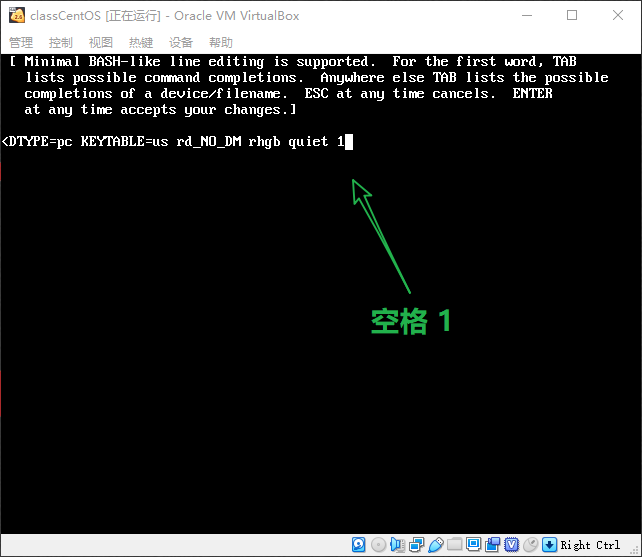 classCentOS [正在运行] - Oracle VM VirtualBox
管理 控制 视图 热键 设备 帮助
[ Minimal BASH-like line editing is supported. For the first word, TAB
lists possible command completions. Anywhere else TAB lists the possible
completions of a device/filename. ESC at any time cancels. ENTER
at any time accepts your changes.]
<DTYPE=pc KEYTABLE=us rd_NO_DM rhgb quiet 1
空格 1
Right Ctrl